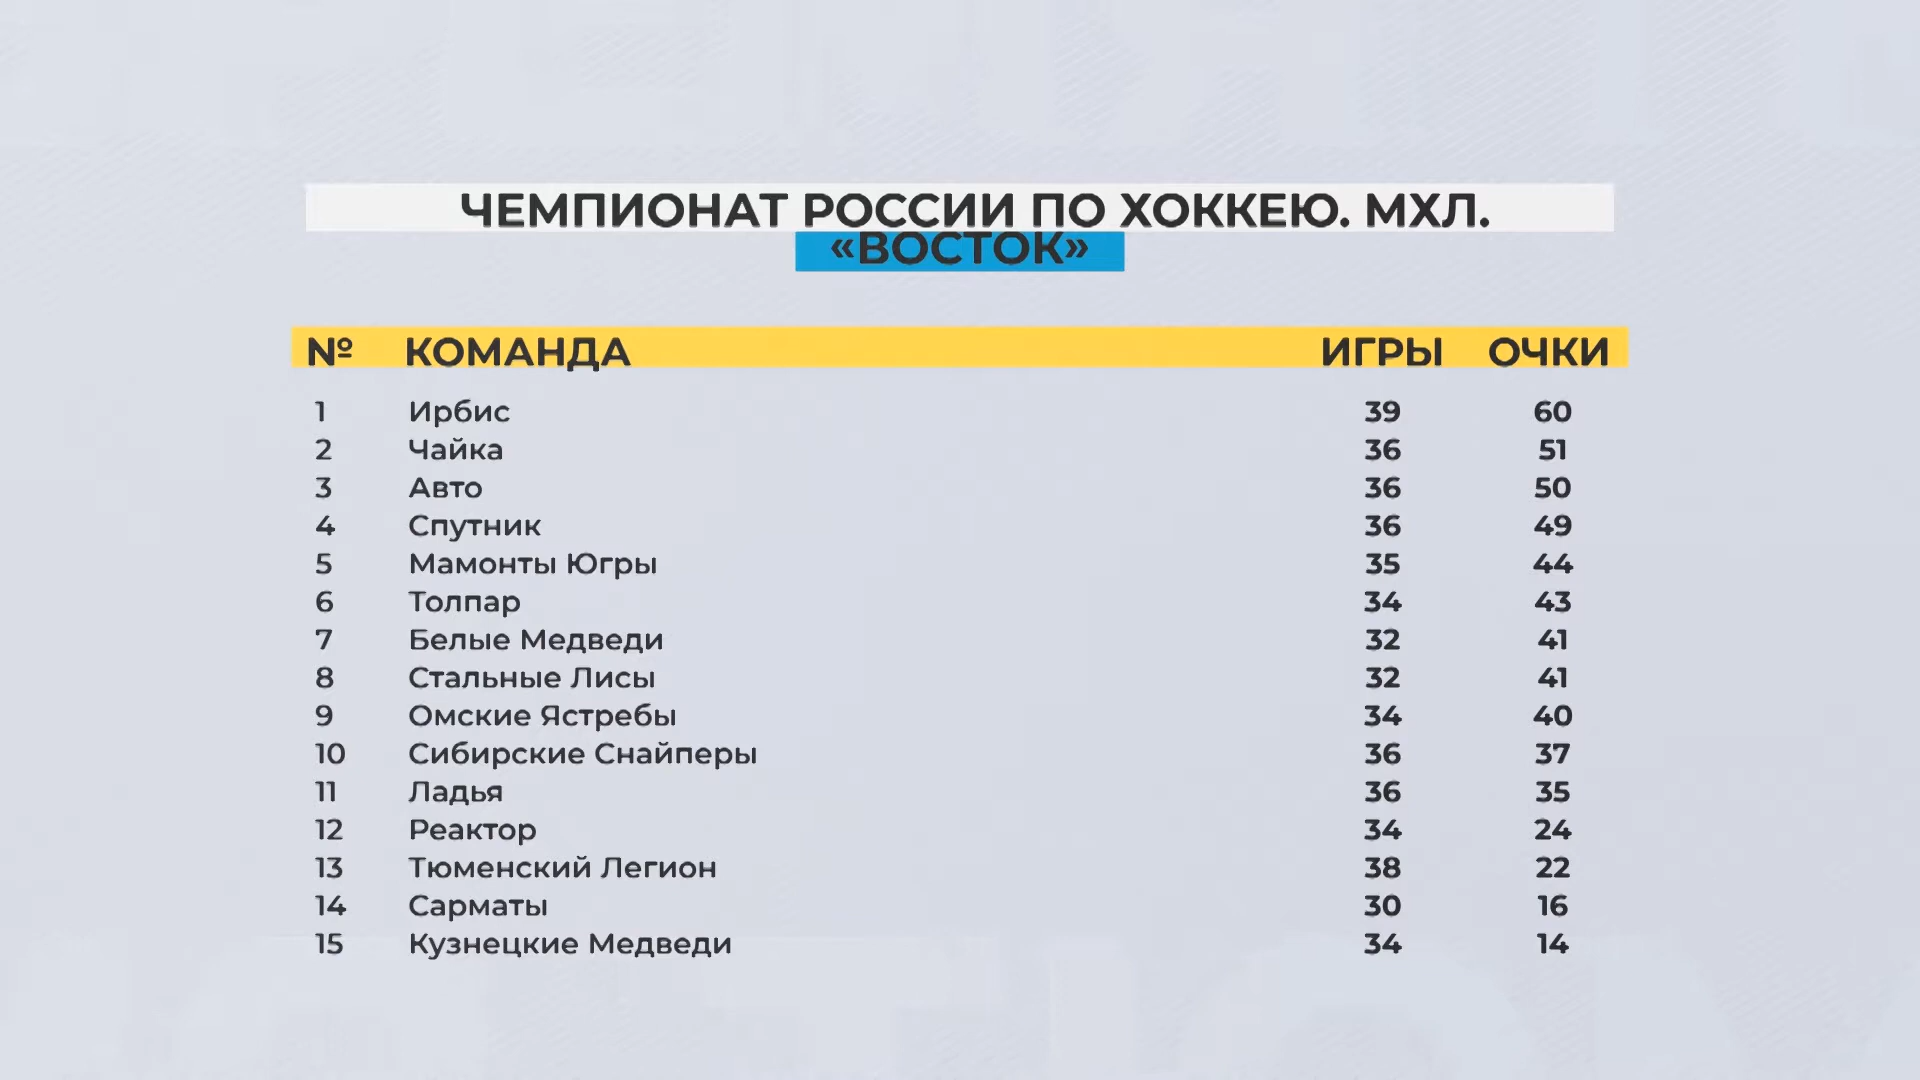 ЧЕМПИОНАТ РОССИИ ПО ХОККЕЮ. МХЛ.
«ВОСТОК»
№ КОМАНДА ИГРЫ ОЧКИ
1 Ирбис 39 60
2 Чайка 36 51
3 Авто 36 50
4 Спутник 36 49
5 Мамонты Югры 35 44
6 Толпар 34 43
7 Белые Медведи 32 41
8 Стальные Лисы 32 41
9 Омские Ястребы 34 40
10 Сибирские Снайперы 36 37
11 Ладья 36 35
12 Реактор 34 24
13 Тюменский Легион 38 22
14 Сарматы 30 16
15 Кузнецкие Медведи 34 14